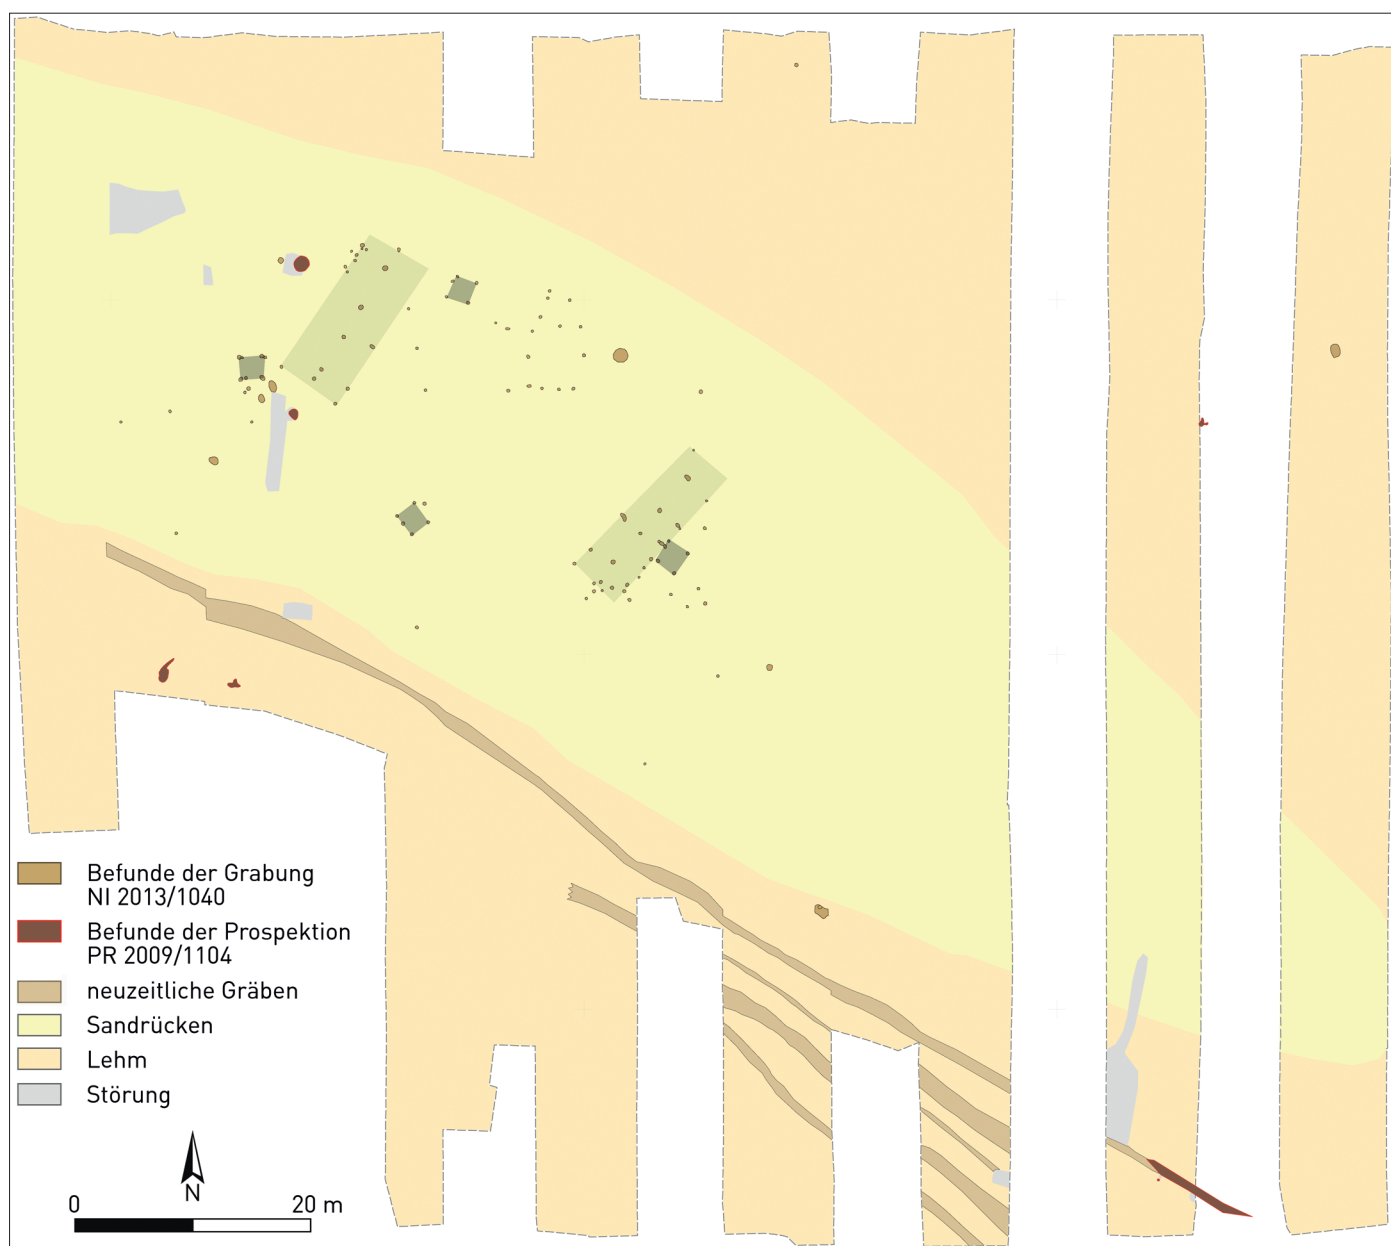 Befunde der Grabung
NI 2013/1040
Befunde der Prospektion
PR 2009/1104
neuzeitliche Gräben
Sandrücken
Lehm
Störung
N
0 20 m